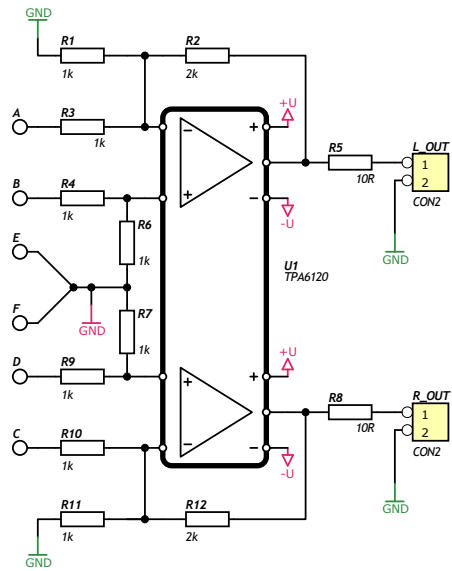 GND
R1
R2
1k
2k
+U
A
R3
1k
R5
L_OUT
10R
1
2
CON2
B
R4
1k
-U
R6
1k
E
GND
U1
TPA6120
F
GND
R7
1k
+U
D
R9
1k
R8
R_OUT
10R
1
2
CON2
C
R10
1k
-U
R11
R12
1k
2k
GND
GND